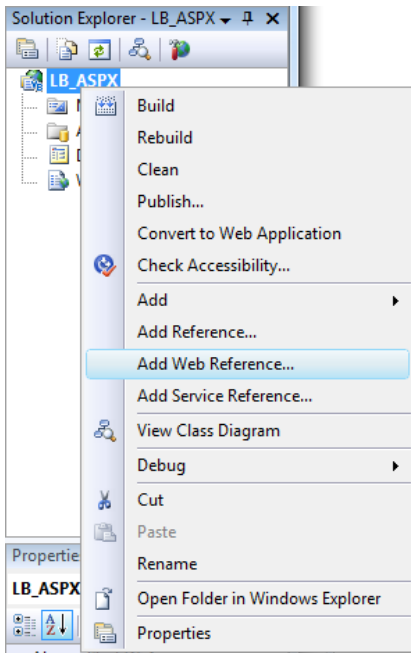 Solution Explorer - LB_ASPX
LB_ASPX
Build
Rebuild
Clean
Publish...
Convert to Web Application
Check Accessibility...
Add
Add Reference...
Add Web Reference...
Add Service Reference...
View Class Diagram
Debug
Cut
Paste
Rename
Open Folder in Windows Explorer
Properties
LB_ASPX